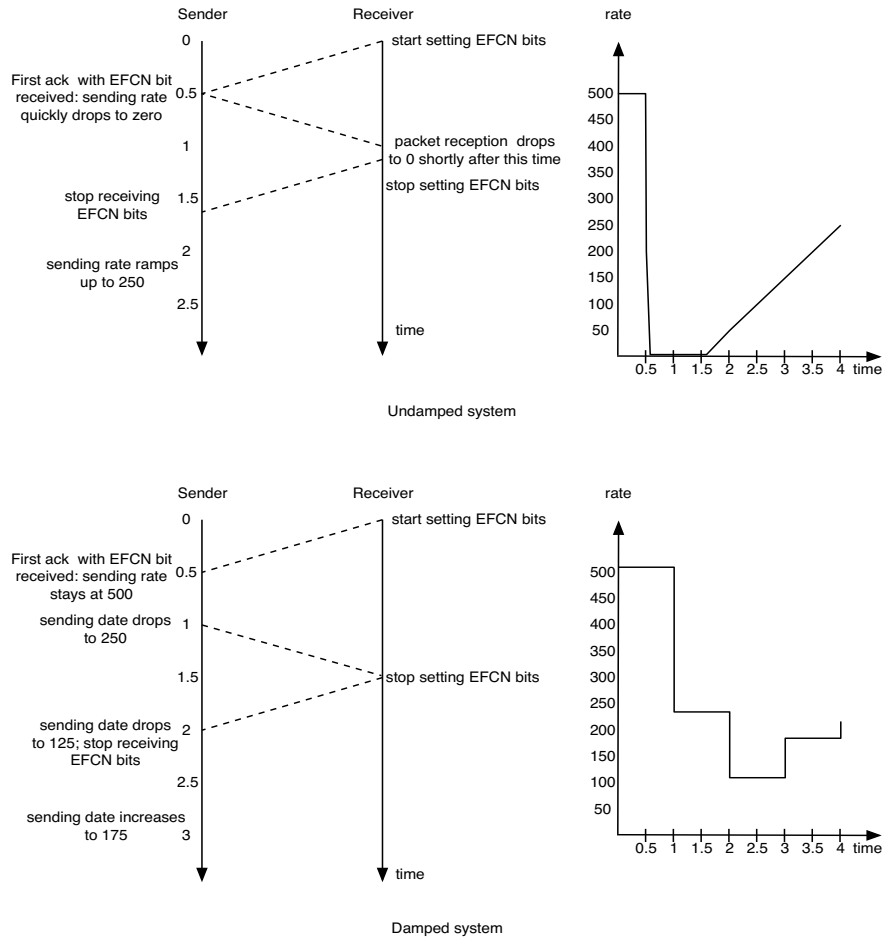 Sender
Receiver
rate
0
start setting EFCN bits
First ack with EFCN bit
received: sending rate
quickly drops to zero
0.5
1
packet reception drops
to 0 shortly after this time
stop setting EFCN bits
stop receiving
EFCN bits
1.5
2
sending rate ramps
up to 250
2.5
time
500
450
400
350
300
250
200
150
100
50
0.5
1
1.5
2
2.5
3
3.5
4
time
Undamped system
Sender
Receiver
rate
0
start setting EFCN bits
First ack with EFCN bit
received: sending rate
stays at 500
0.5
sending date drops
to 250
1
1.5
stop setting EFCN bits
sending date drops
to 125; stop receiving
EFCN bits
2
2.5
sending date increases
to 175
3
time
500
450
400
350
300
250
200
150
100
50
0.5
1
1.5
2
2.5
3
3.5
4
time
Damped system